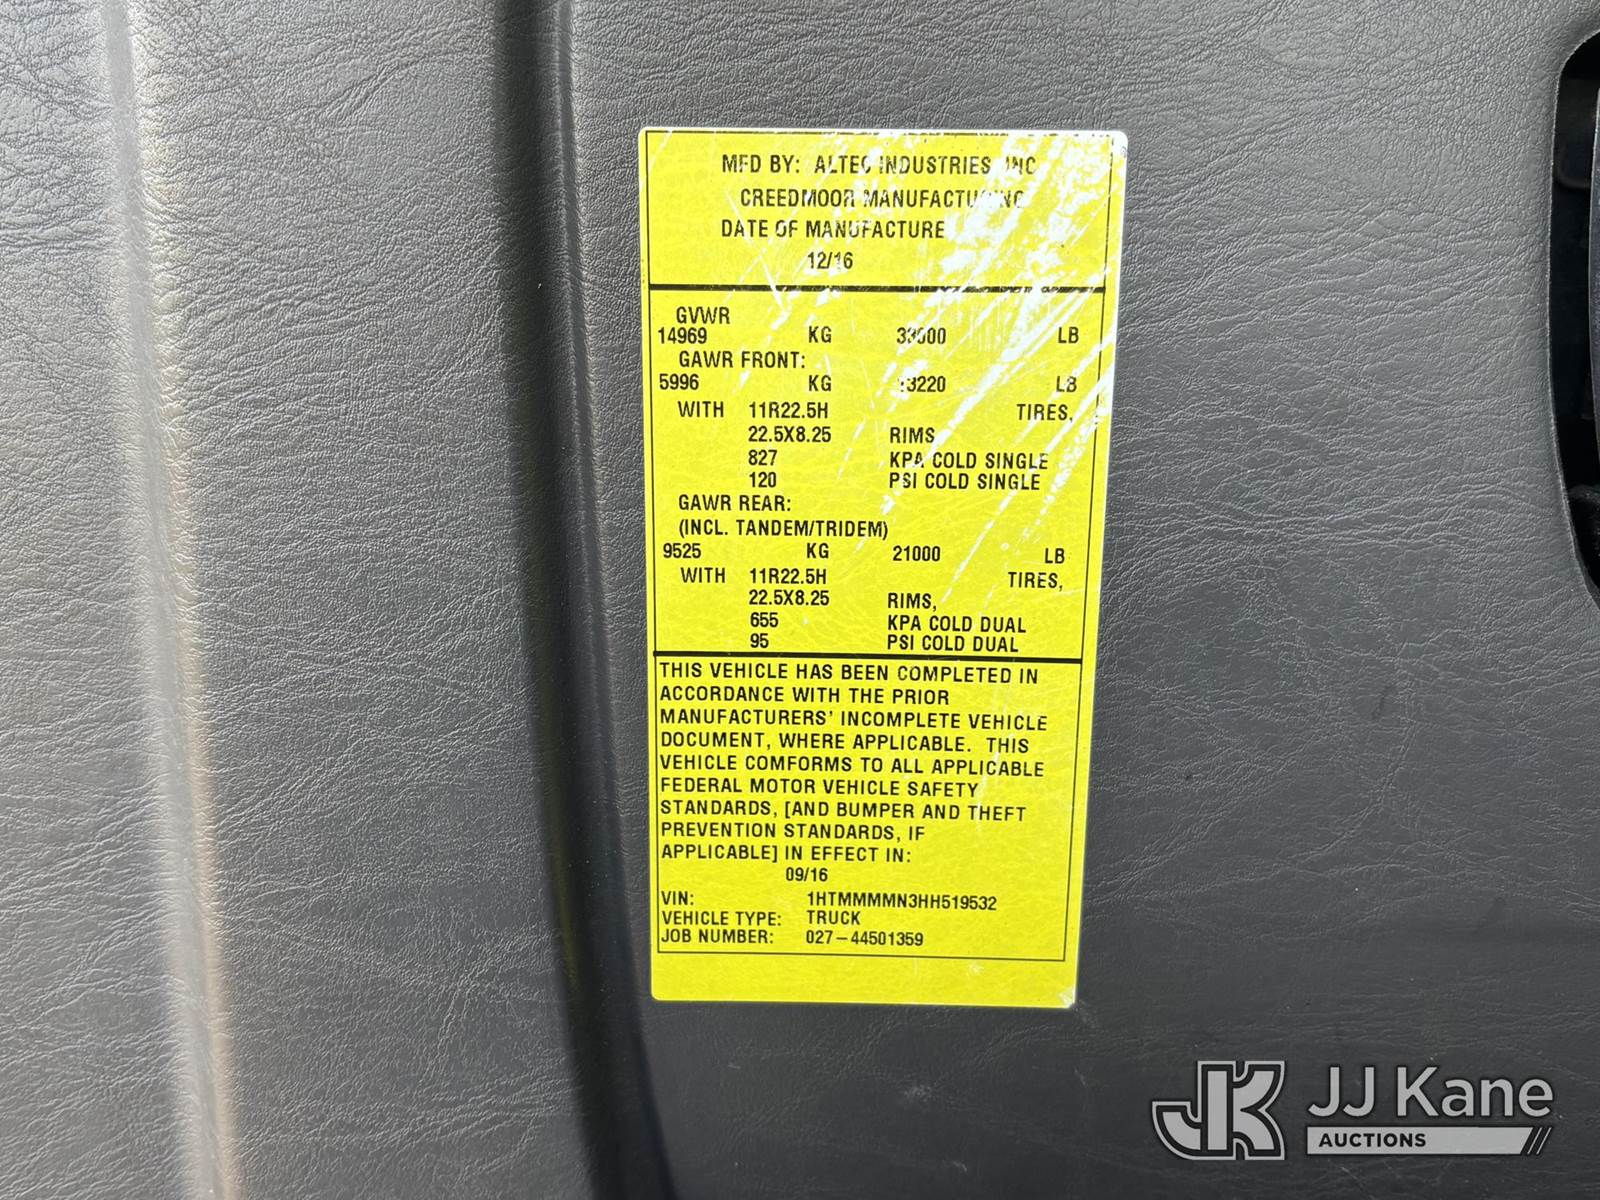 MFD BY: ALTEC INDUSTRIES INC
CREEDMOOR MANUFACTURING
DATE OF MANUFACTURE
12/16
GVWR
14969 KG 33000 LB
GAWR FRONT:
5996 KG 13220 LB
WITH 11R22.5H TIRES,
22.5X8.25 RIMS
827 KPA COLD SINGLE
120 PSI COLD SINGLE
GAWR REAR:
(INCL. TANDEM/TRIDEM)
9525 KG 21000 LB
WITH 11R22.5H TIRES,
22.5X8.25 RIMS,
655 KPA COLD DUAL
95 PSI COLD DUAL
THIS VEHICLE HAS BEEN COMPLETED IN
ACCORDANCE WITH THE PRIOR
MANUFACTURERS' INCOMPLETE VEHICLE
DOCUMENT, WHERE APPLICABLE. THIS
VEHICLE COMFORMS TO ALL APPLICABLE
FEDERAL MOTOR VEHICLE SAFETY
STANDARDS, [AND BUMPER AND THEFT
PREVENTION STANDARDS, IF
APPLICABLE] IN EFFECT IN:
09/16
VIN: 1HTMMMMN3HH519532
VEHICLE TYPE: TRUCK
JOB NUMBER: 027-44501359
JK JJ Kane
AUCTIONS